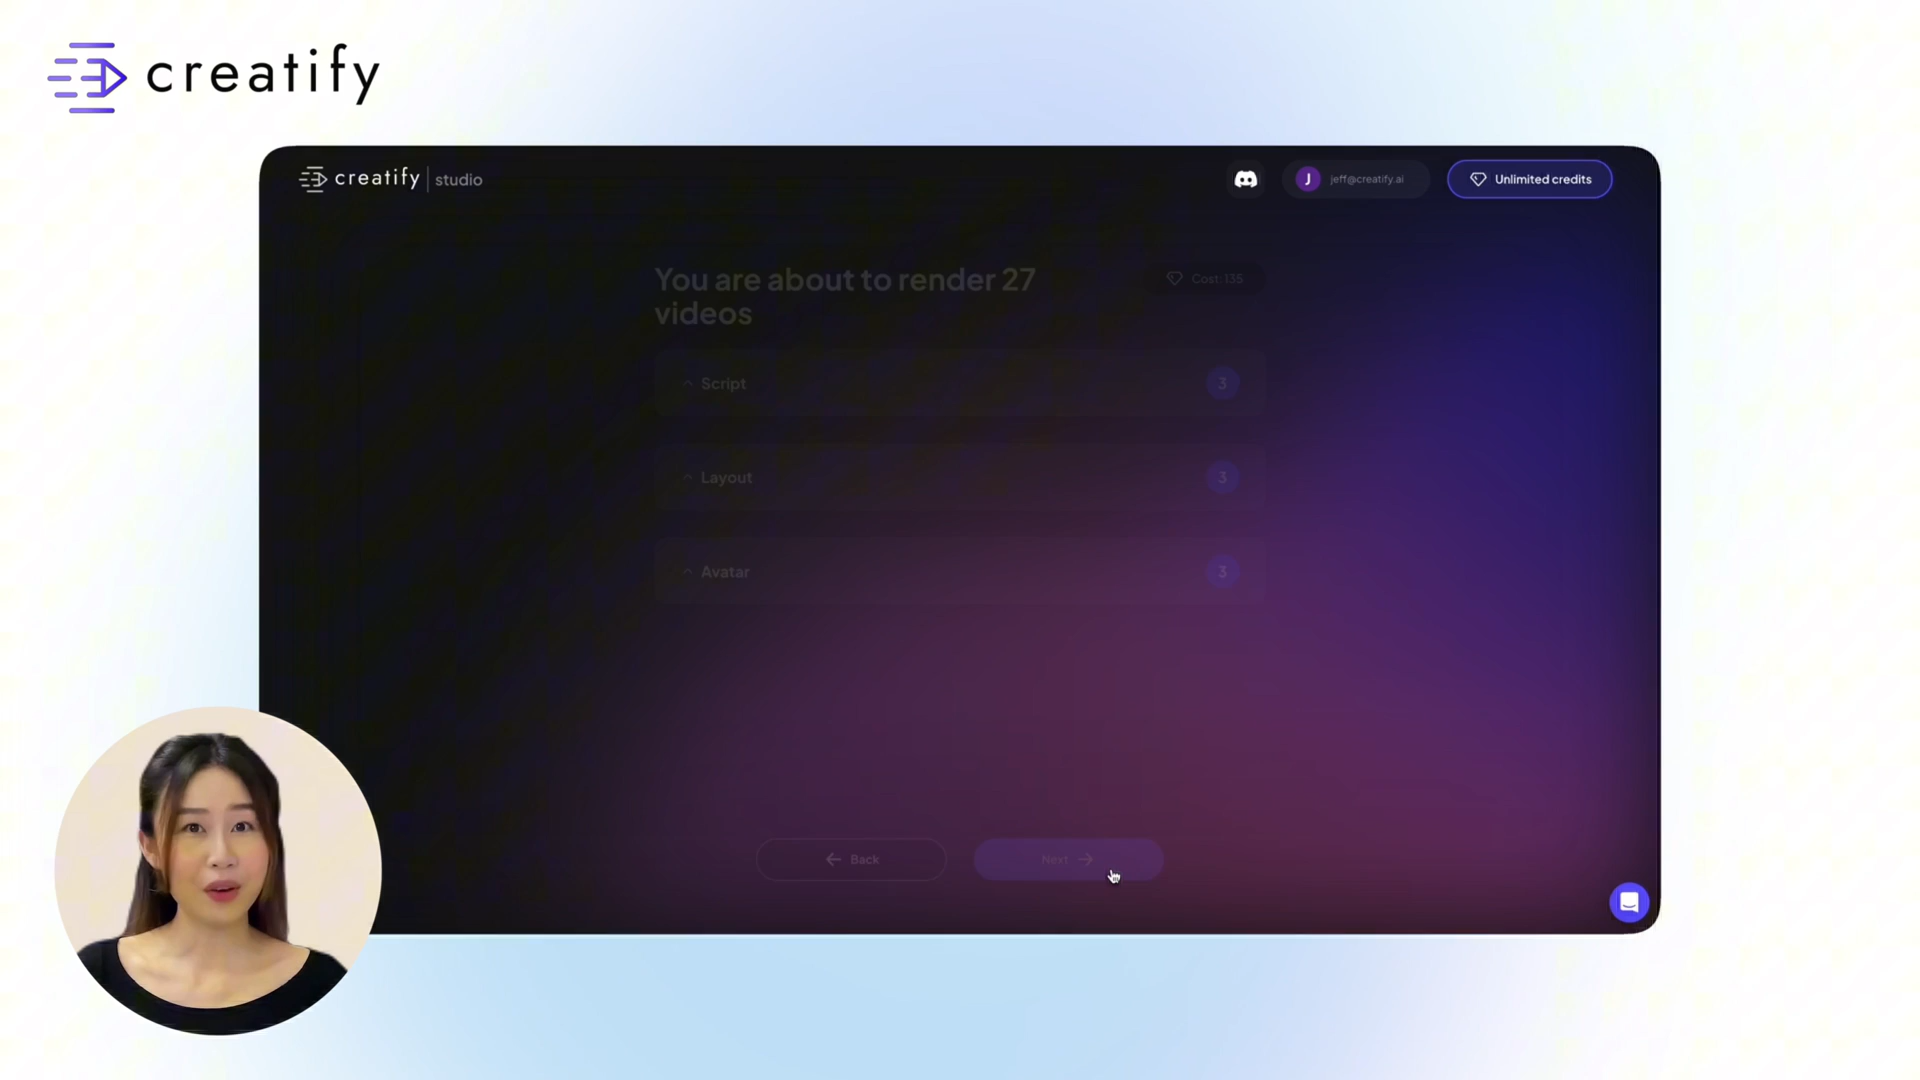 creatify
creatify | studio
J jeff@creatify.ai
Unlimited credits
You are about to render 27
videos
Cost: 135
Script 3
Layout 3
Avatar 3
Back
Next